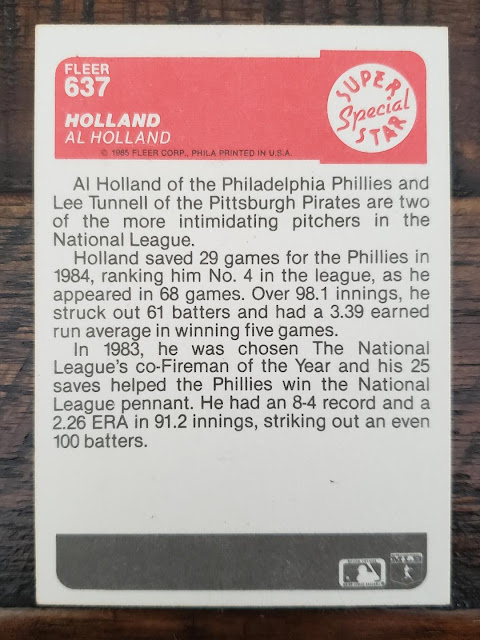 FLEER
637
HOLLAND
AL HOLLAND
© 1985 FLEER CORP., PHILA PRINTED IN U.S.A.
SUPER
Special
STAR
Al Holland of the Philadelphia Phillies and
Lee Tunnell of the Pittsburgh Pirates are two
of the more intimidating pitchers in the
National League.
Holland saved 29 games for the Phillies in
1984, ranking him No. 4 in the league, as he
appeared in 68 games. Over 98.1 innings, he
struck out 61 batters and had a 3.39 earned
run average in winning five games.
In 1983, he was chosen The National
League's co-Fireman of the Year and his 25
saves helped the Phillies win the National
League pennant. He had an 8-4 record and a
2.26 ERA in 91.2 innings, striking out an even
100 batters.